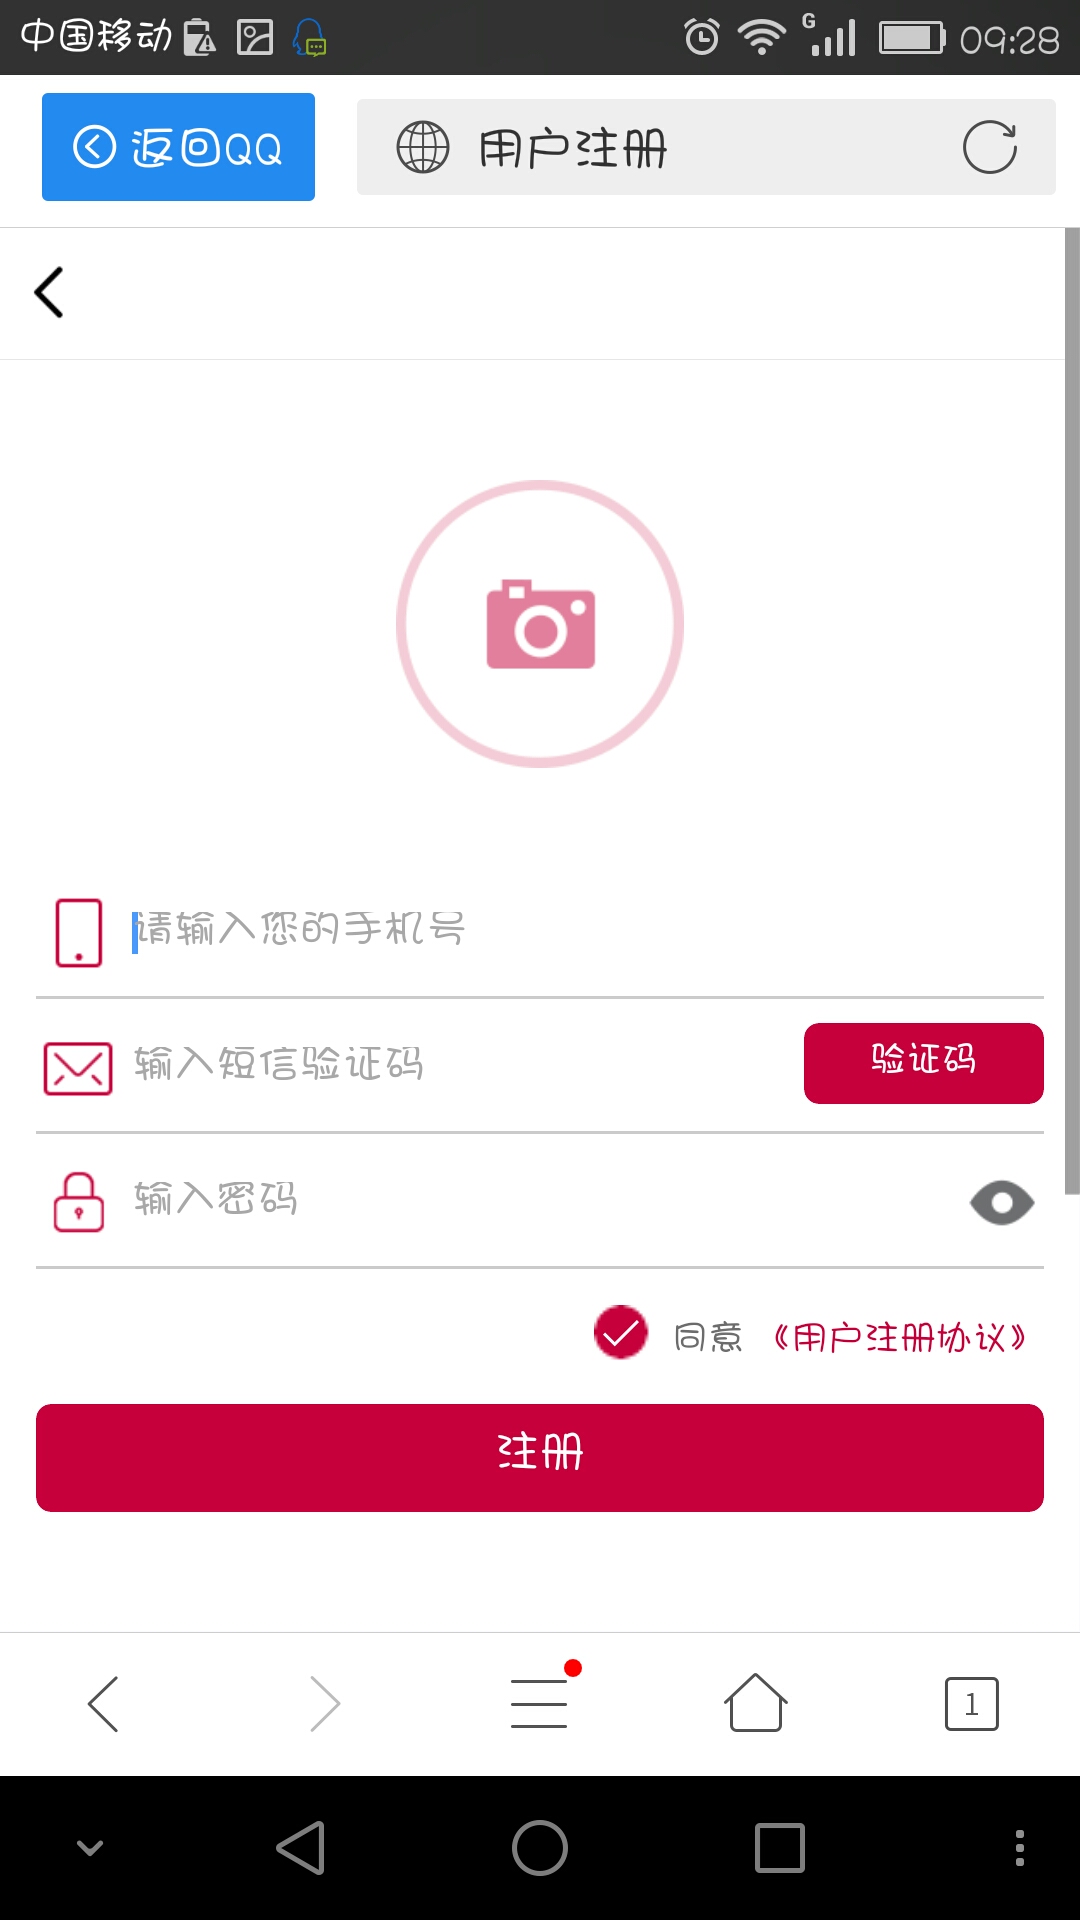 中国移动 G 09:28
返回QQ 用户注册
请输入您的手机号
输入短信验证码 验证码
输入密码
同意 《用户注册协议》
注册
1